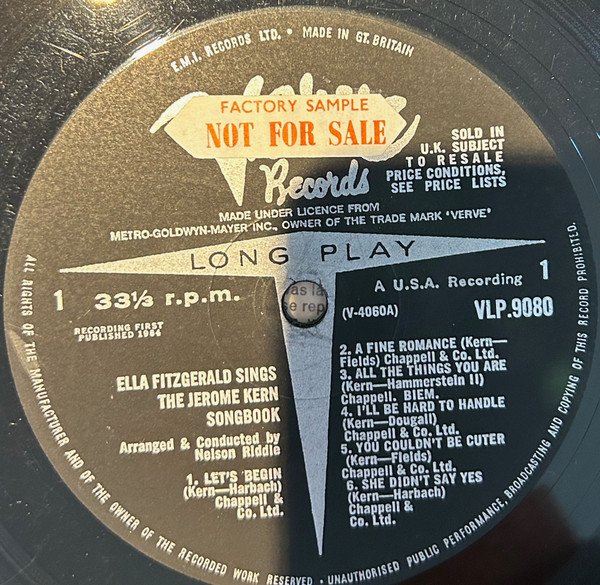 E.M.I. RECORDS LTD. • MADE IN GT. BRITAIN
FACTORY SAMPLE
NOT FOR SALE
Records
SOLD IN
U.K. SUBJECT
TO RESALE
PRICE CONDITIONS,
SEE PRICE LISTS
MADE UNDER LICENCE FROM
METRO-GOLDWYN-MAYER INC., OWNER OF THE TRADE MARK 'VERVE'
LONG PLAY
1 33⅓ r.p.m.
RECORDING FIRST
PUBLISHED 1964
A U.S.A. Recording 1
(V-4060A) VLP.9080
ELLA FITZGERALD SINGS
THE JEROME KERN
SONGBOOK
Arranged & Conducted by
Nelson Riddle
1. LET'S BEGIN
(Kern—Harbach)
Chappell &
Co. Ltd.
2. A FINE ROMANCE (Kern—
Fields) Chappell & Co. Ltd.
3. ALL THE THINGS YOU ARE
(Kern—Hammerstein II)
Chappell. BIEM.
4. I'LL BE HARD TO HANDLE
(Kern—Dougall)
Chappell & Co. Ltd.
5. YOU COULDN'T BE CUTER
(Kern—Fields)
Chappell & Co. Ltd.
6. SHE DIDN'T SAY YES
(Kern—Harbach)
Chappell &
Co. Ltd.
ALL RIGHTS OF THE MANUFACTURER AND OF THE OWNER OF THE RECORDED WORK RESERVED • UNAUTHORISED PUBLIC PERFORMANCE, BROADCASTING AND COPYING OF THIS RECORD PROHIBITED.